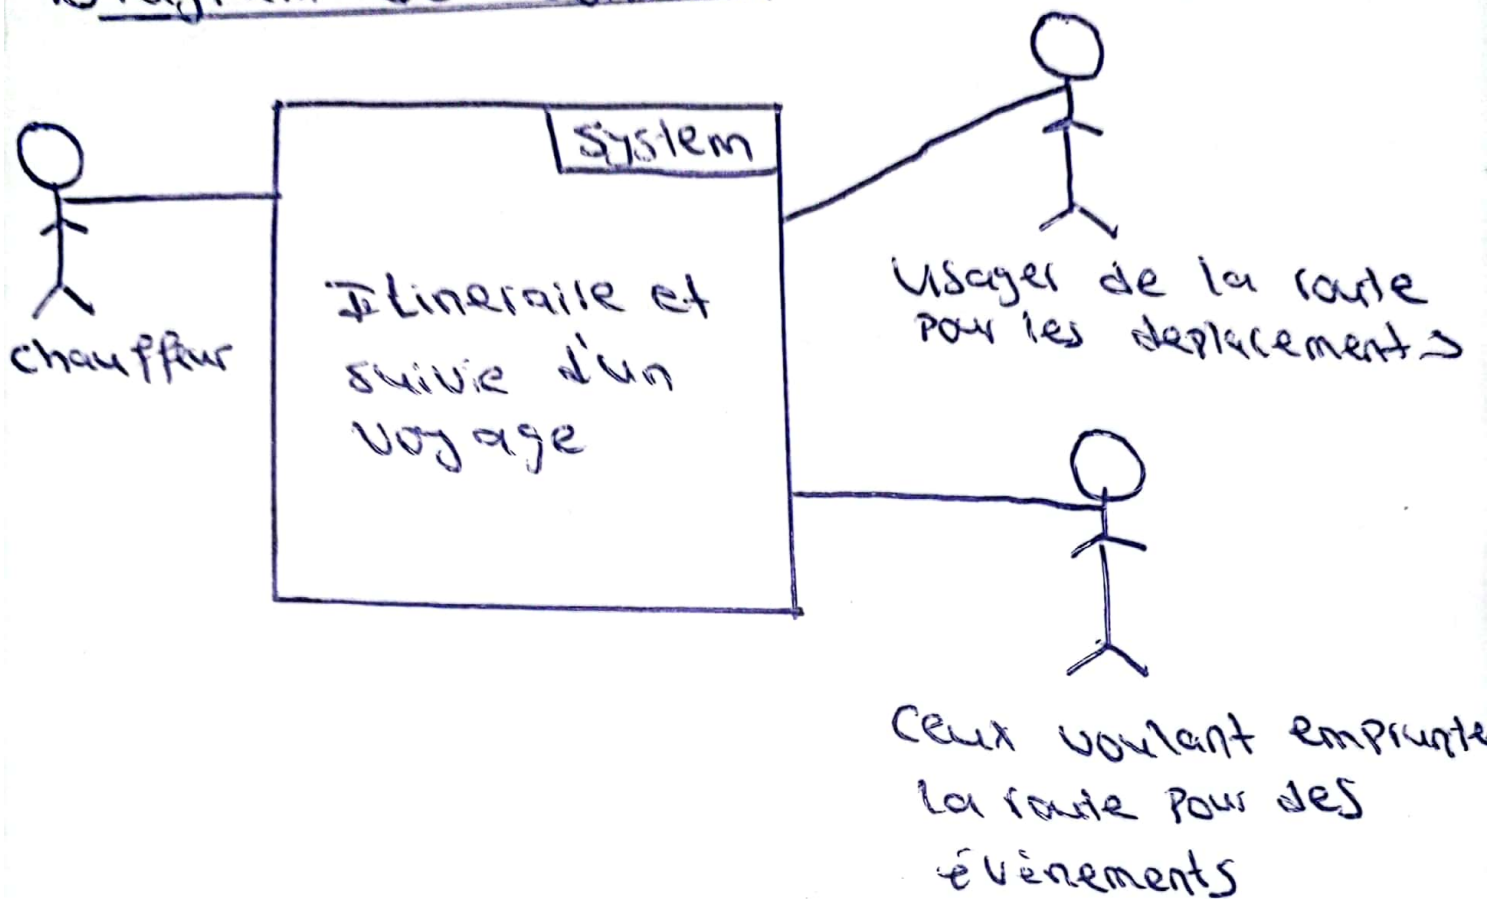 System
Itineraire et
suivie d'un
voyage
chauffeur
Usager de la route
pour les deplacements
Ceux voulant emprunte
la route pour des
évènements